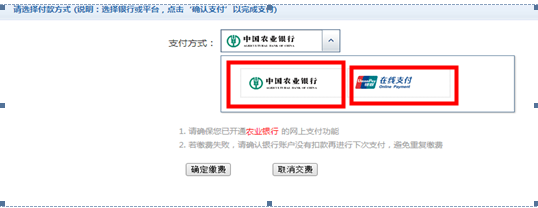 请选择付款方式 (说明：选择银行或平台，点击‘确认支付’以完成支付)
支付方式： 中国农业银行
AGRICULTURAL BANK OF CHINA
中国农业银行 在线支付
AGRICULTURAL BANK OF CHINA UnionPay 银联 Online Payment
1. 请确保您已开通农业银行 的网上支付功能
2. 若缴费失败，请确认银行账户没有扣款再进行下次支付，避免重复缴费
确定缴费 取消交费